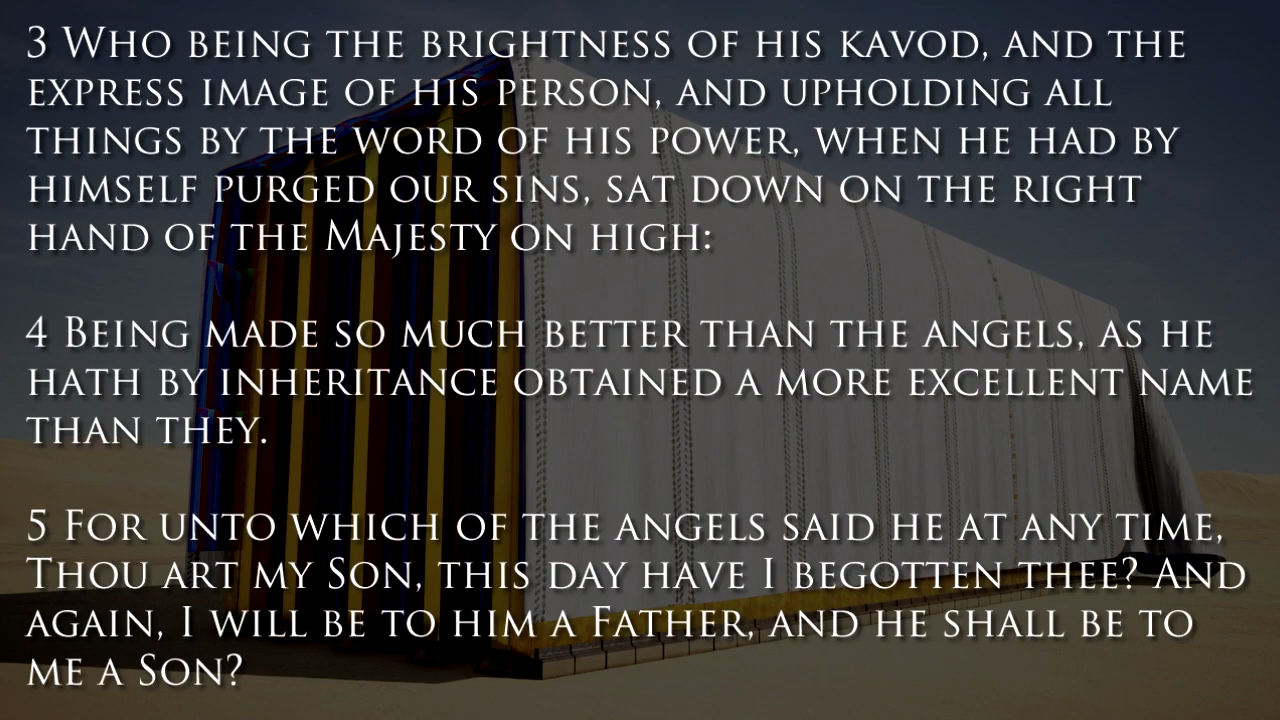 3 Who being the brightness of his kavod, and the
express image of his person, and upholding all
things by the word of his power, when he had by
himself purged our sins, sat down on the right
hand of the Majesty on high:
4 Being made so much better than the angels, as he
hath by inheritance obtained a more excellent name
than they.
5 For unto which of the angels said he at any time,
Thou art my Son, this day have I begotten thee? And
again, I will be to him a Father, and he shall be to
me a Son?